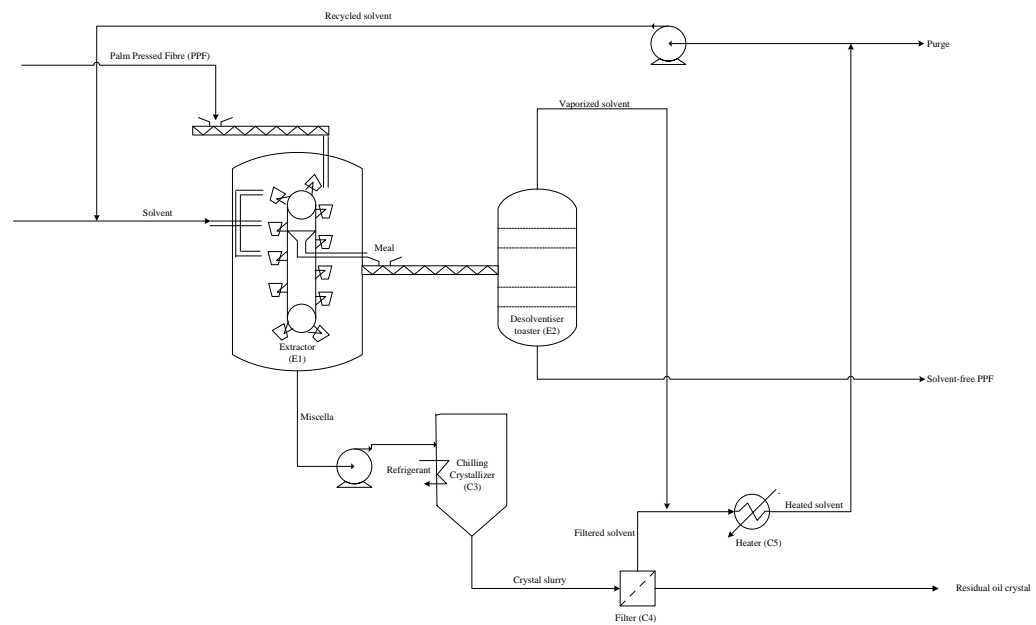 Recycled solvent
Purge
Palm Pressed Fibre (PPF)
Vaporized solvent
Solvent
Meal
Desolventiser
toaster (E2)
Extractor
(E1)
Solvent-free PPF
Miscella
Refrigerant
Chilling
Crystallizer
(C3)
Heated solvent
Filtered solvent
Heater (C5)
Crystal slurry
Residual oil crystal
Filter (C4)